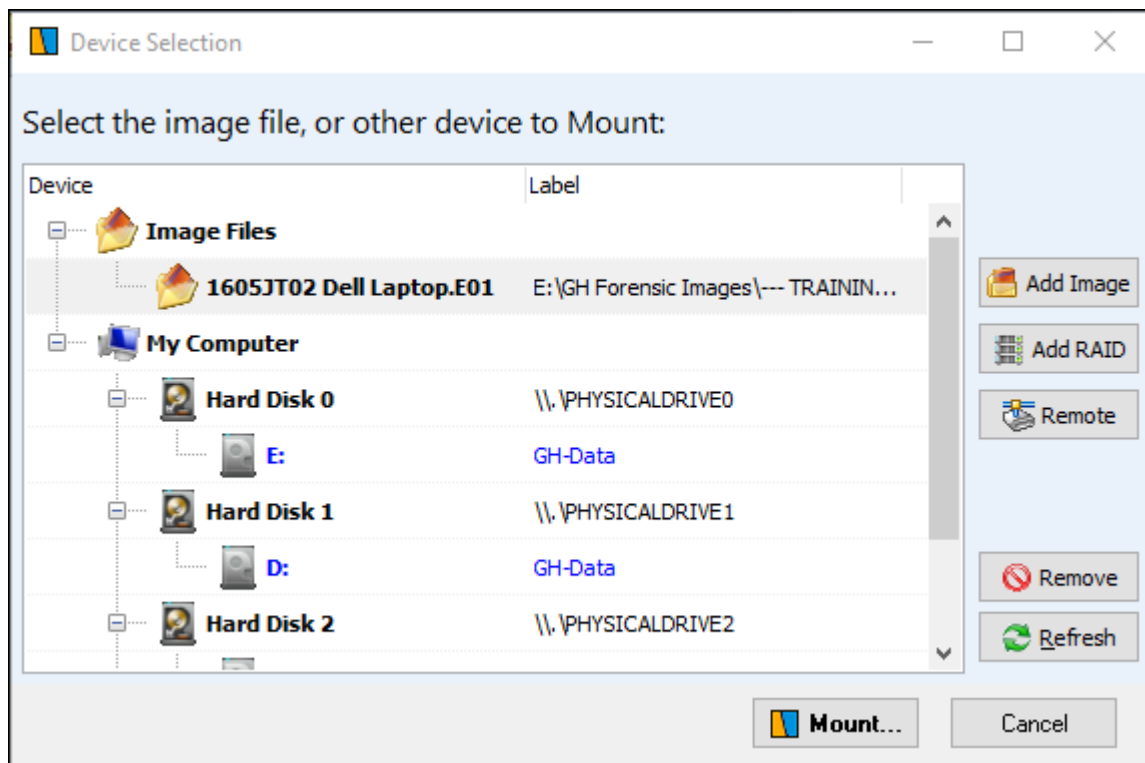 Device Selection
Select the image file, or other device to Mount:
Device Label
Image Files
1605JT02 Dell Laptop.E01 E:\GH Forensic Images\--- TRAININ...
My Computer
Hard Disk 0 \\.\PHYSICALDRIVE0
E: GH-Data
Hard Disk 1 \\.\PHYSICALDRIVE1
D: GH-Data
Hard Disk 2 \\.\PHYSICALDRIVE2
Add Image
Add RAID
Remote
Remove
Refresh
Mount... Cancel